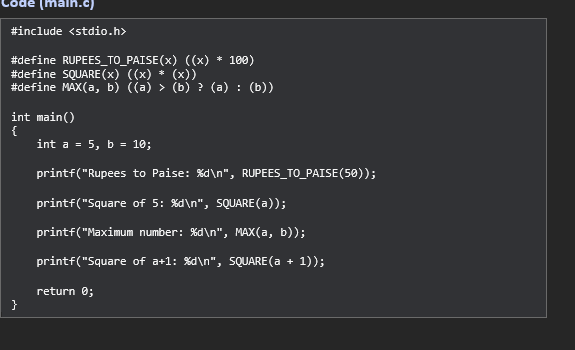 Code (main.c)
#include <stdio.h>
#define RUPEES_TO_PAISE(x) ((x) * 100)
#define SQUARE(x) ((x) * (x))
#define MAX(a, b) ((a) > (b) ? (a) : (b))
int main()
{
    int a = 5, b = 10;
    printf("Rupees to Paise: %d\n", RUPEES_TO_PAISE(50));
    printf("Square of 5: %d\n", SQUARE(a));
    printf("Maximum number: %d\n", MAX(a, b));
    printf("Square of a+1: %d\n", SQUARE(a + 1));
    return 0;
}